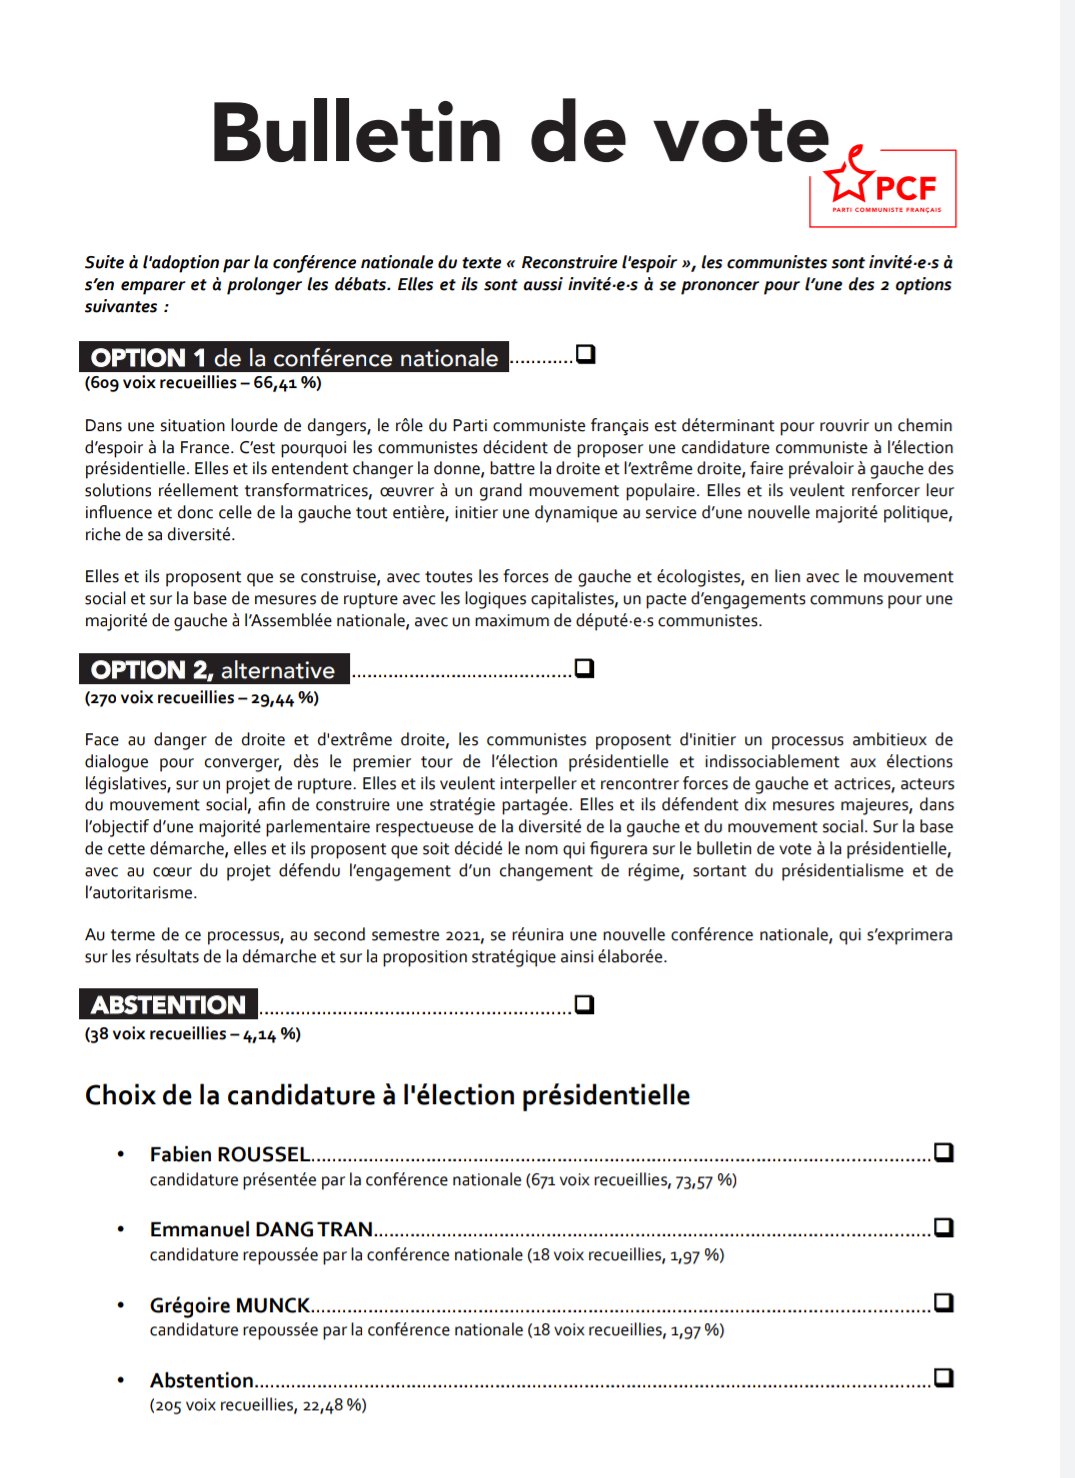 Bulletin de vote
PCF
PARTI COMMUNISTE FRANÇAIS
Suite à l'adoption par la conférence nationale du texte « Reconstruire l'espoir », les communistes sont invité·e·s à
s’en emparer et à prolonger les débats. Elles et ils sont aussi invité·e·s à se prononcer pour l’une des 2 options
suivantes :
OPTION 1 de la conférence nationale ............❑
(609 voix recueillies – 66,41 %)
Dans une situation lourde de dangers, le rôle du Parti communiste français est déterminant pour rouvrir un chemin
d’espoir à la France. C’est pourquoi les communistes décident de proposer une candidature communiste à l’élection
présidentielle. Elles et ils entendent changer la donne, battre la droite et l’extrême droite, faire prévaloir à gauche des
solutions réellement transformatrices, œuvrer à un grand mouvement populaire. Elles et ils veulent renforcer leur
influence et donc celle de la gauche tout entière, initier une dynamique au service d’une nouvelle majorité politique,
riche de sa diversité.
Elles et ils proposent que se construise, avec toutes les forces de gauche et écologistes, en lien avec le mouvement
social et sur la base de mesures de rupture avec les logiques capitalistes, un pacte d’engagements communs pour une
majorité de gauche à l’Assemblée nationale, avec un maximum de député·e·s communistes.
OPTION 2, alternative ..........................................❑
(270 voix recueillies – 29,44 %)
Face au danger de droite et d'extrême droite, les communistes proposent d'initier un processus ambitieux de
dialogue pour converger, dès le premier tour de l’élection présidentielle et indissociablement aux élections
législatives, sur un projet de rupture. Elles et ils veulent interpeller et rencontrer forces de gauche et actrices, acteurs
du mouvement social, afin de construire une stratégie partagée. Elles et ils défendent dix mesures majeures, dans
l’objectif d’une majorité parlementaire respectueuse de la diversité de la gauche et du mouvement social. Sur la base
de cette démarche, elles et ils proposent que soit décidé le nom qui figurera sur le bulletin de vote à la présidentielle,
avec au cœur du projet défendu l’engagement d’un changement de régime, sortant du présidentialisme et de
l’autoritarisme.
Au terme de ce processus, au second semestre 2021, se réunira une nouvelle conférence nationale, qui s’exprimera
sur les résultats de la démarche et sur la proposition stratégique ainsi élaborée.
ABSTENTION ............................................................❑
(38 voix recueillies – 4,14 %)
Choix de la candidature à l'élection présidentielle
• Fabien ROUSSEL........................................................................................................................❑
candidature présentée par la conférence nationale (671 voix recueillies, 73,57 %)
• Emmanuel DANG TRAN............................................................................................................❑
candidature repoussée par la conférence nationale (18 voix recueillies, 1,97 %)
• Grégoire MUNCK........................................................................................................................❑
candidature repoussée par la conférence nationale (18 voix recueillies, 1,97 %)
• Abstention...................................................................................................................................❑
(205 voix recueillies, 22,48 %)